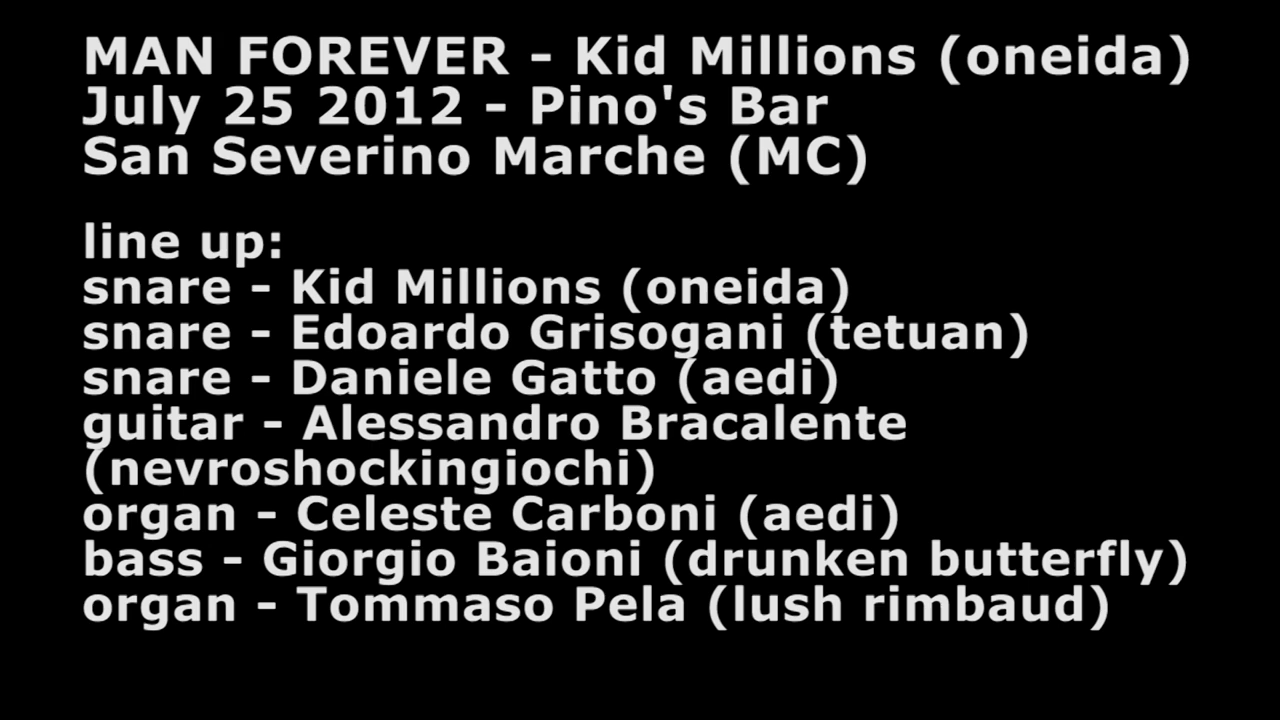 MAN FOREVER - Kid Millions (oneida)
July 25 2012 - Pino's Bar
San Severino Marche (MC)
line up:
snare - Kid Millions (oneida)
snare - Edoardo Grisogani (tetuan)
snare - Daniele Gatto (aedi)
guitar - Alessandro Bracalente
(nevroshockingiochi)
organ - Celeste Carboni (aedi)
bass - Giorgio Baioni (drunken butterfly)
organ - Tommaso Pela (lush rimbaud)